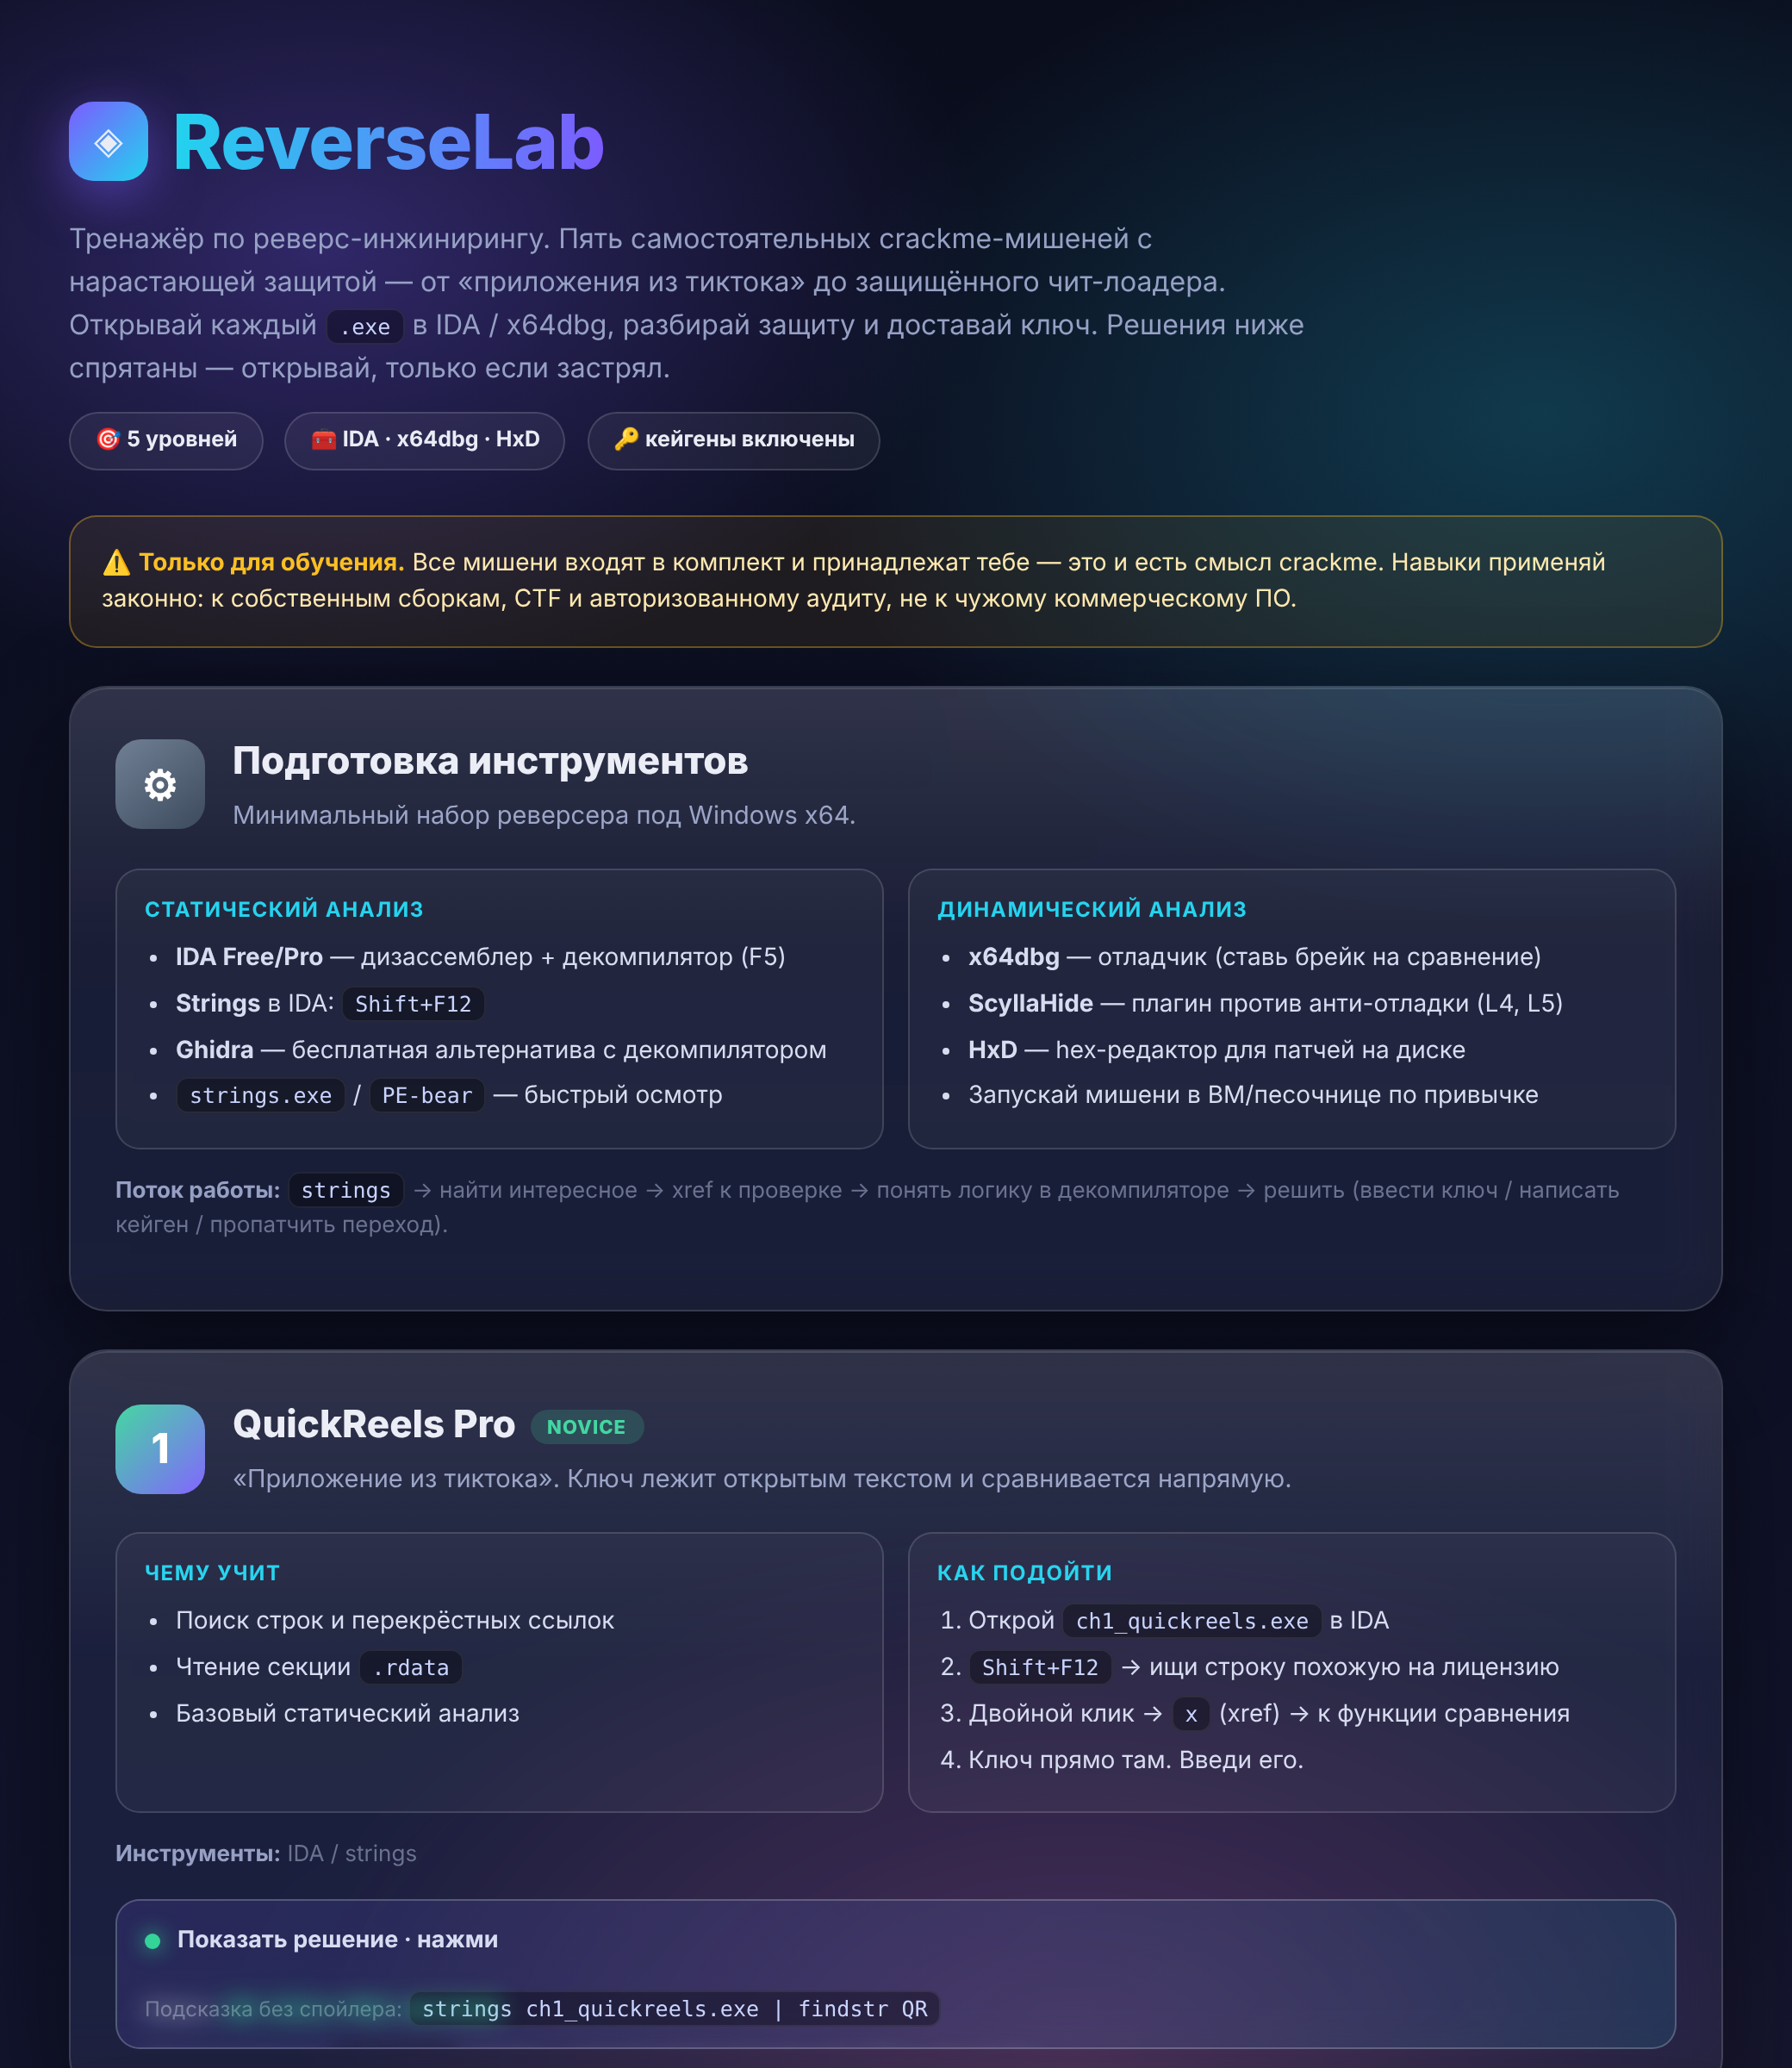 ReverseLab
Тренажёр по реверс-инжинирингу. Пять самостоятельных crackme-мишеней с
нарастающей защитой — от «приложения из тиктока» до защищённого чит-лоадера.
Открывай каждый .exe в IDA / x64dbg, разбирай защиту и доставай ключ. Решения ниже
спрятаны — открывай, только если застрял.
🎯 5 уровней
🧰 IDA · x64dbg · HxD
🔑 кейгены включены
⚠️ Только для обучения. Все мишени входят в комплект и принадлежат тебе — это и есть смысл crackme. Навыки применяй
законно: к собственным сборкам, CTF и авторизованному аудиту, не к чужому коммерческому ПО.
Подготовка инструментов
Минимальный набор реверсера под Windows x64.
СТАТИЧЕСКИЙ АНАЛИЗ
• IDA Free/Pro — дизассемблер + декомпилятор (F5)
• Strings в IDA: Shift+F12
• Ghidra — бесплатная альтернатива с декомпилятором
• strings.exe / PE-bear — быстрый осмотр
ДИНАМИЧЕСКИЙ АНАЛИЗ
• x64dbg — отладчик (ставь брейк на сравнение)
• ScyllaHide — плагин против анти-отладки (L4, L5)
• HxD — hex-редактор для патчей на диске
• Запускай мишени в ВМ/песочнице по привычке
Поток работы: strings → найти интересное → xref к проверке → понять логику в декомпиляторе → решить (ввести ключ / написать
кейген / пропатчить переход).
1
QuickReels Pro NOVICE
«Приложение из тиктока». Ключ лежит открытым текстом и сравнивается напрямую.
ЧЕМУ УЧИТ
• Поиск строк и перекрёстных ссылок
• Чтение секции .rdata
• Базовый статический анализ
КАК ПОДОЙТИ
1. Открой ch1_quickreels.exe в IDA
2. Shift+F12 → ищи строку похожую на лицензию
3. Двойной клик → x (xref) → к функции сравнения
4. Ключ прямо там. Введи его.
Инструменты: IDA / strings
Показать решение · нажми
Подсказка без спойлера: strings ch1_quickreels.exe | findstr QR